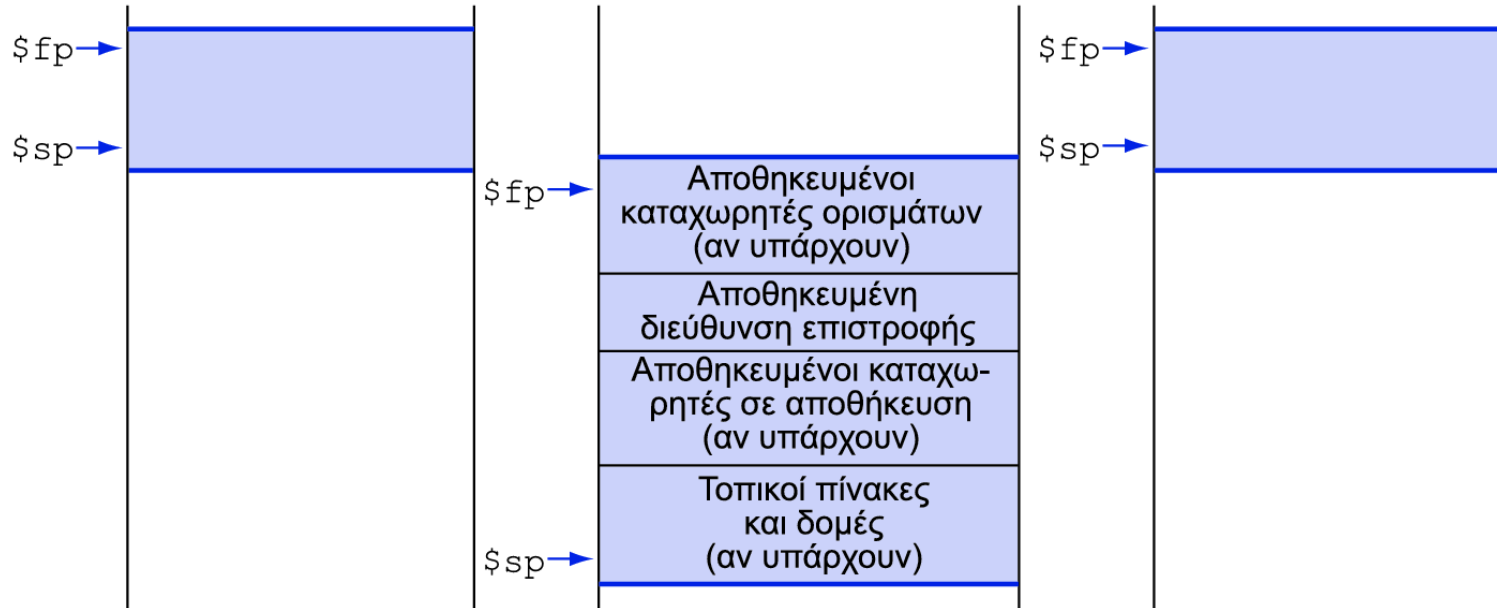 $fp
$sp
$fp
Αποθηκευμένοι
καταχωρητές ορισμάτων
(αν υπάρχουν)
Αποθηκευμένη
διεύθυνση επιστροφής
Αποθηκευμένοι καταχω-
ρητές σε αποθήκευση
(αν υπάρχουν)
Τοπικοί πίνακες
και δομές
(αν υπάρχουν)
$sp
$fp
$sp